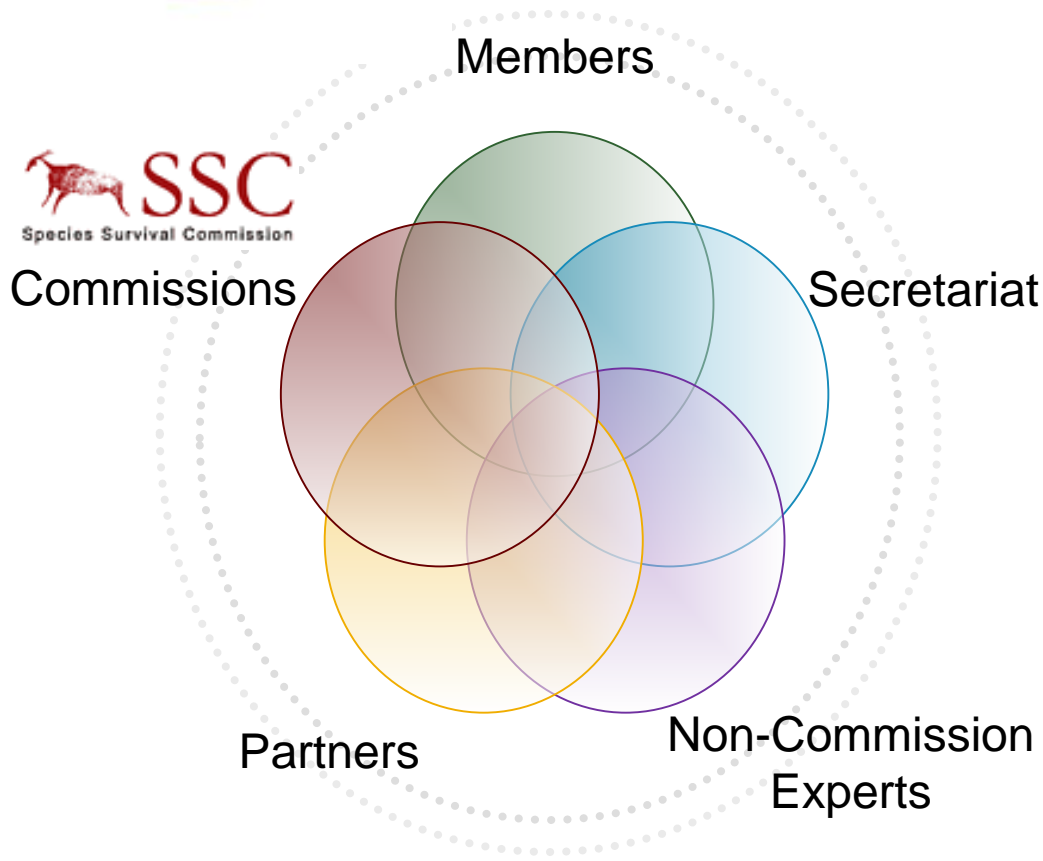 Members
SSC
Species Survival Commission
Commissions
Secretariat
Partners
Non-Commission
Experts